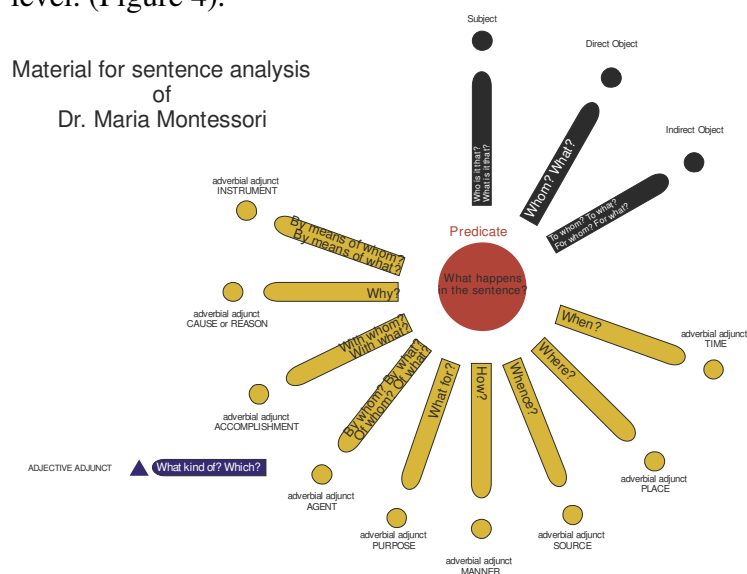 level. (Figure 4).
Material for sentence analysis
of
Dr. Maria Montessori
Subject
Who is it that?
What is it that?
Direct Object
Whom? What?
Indirect Object
To whom? To what?
For whom? For what?
Predicate
What happens
in the sentence?
adverbial adjunct
INSTRUMENT
By means of whom?
By means of what?
adverbial adjunct
CAUSE or REASON
Why?
adverbial adjunct
ACCOMPLISHMENT
With whom?
With what?
adverbial adjunct
AGENT
By whom? By what?
Of whom? Of what?
adverbial adjunct
PURPOSE
What for?
adverbial adjunct
MANNER
How?
adverbial adjunct
SOURCE
Whence?
adverbial adjunct
PLACE
Where?
adverbial adjunct
TIME
When?
ADJECTIVE ADJUNCT
What kind of? Which?